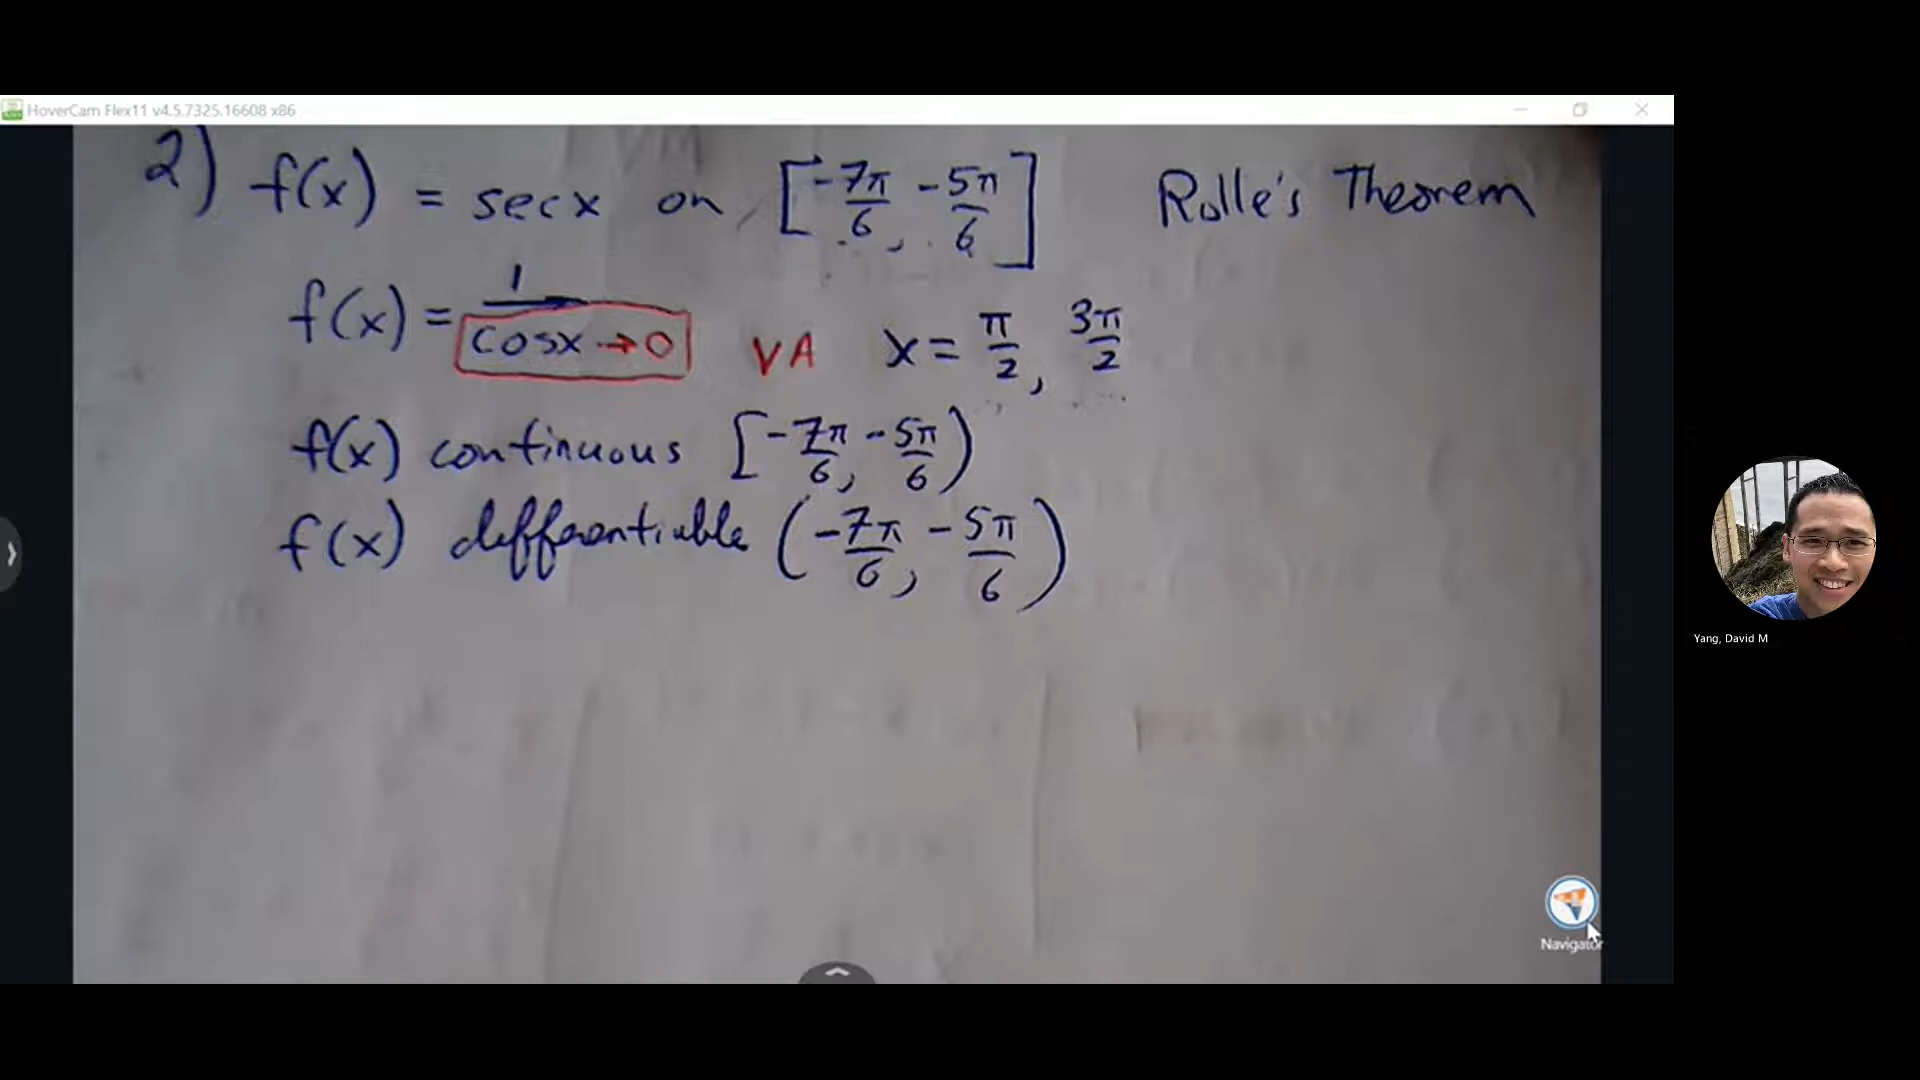 HoverCam Flex11 v4.5.7325.16608 x86
2) f(x) = sec x on [-7π/6, -5π/6] Rolle's Theorem
f(x) = 1/cosx → 0 VA x = π/2, 3π/2
f(x) continuous [-7π/6, -5π/6)
f(x) differentiable (-7π/6, -5π/6)
Yang, David M
Navigator